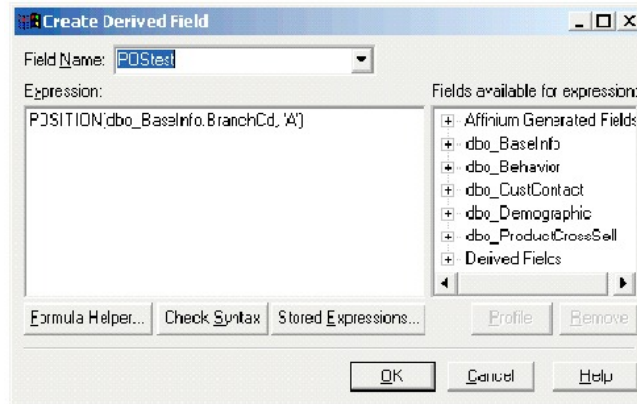 Create Derived Field
Field Name: POStest
Expression:
Fields available for expression:
POSITION(dbo_BaseInfo.BranchCd, 'A')
Affinium Generated Fields
dbo_BaseInfo
dbo_Behavior
dbo_CustContact
dbo_Demographic
dbo_ProductCrossSell
Derived Fields
Formula Helper...
Check Syntax
Stored Expressions...
Profile
Remove
OK
Cancel
Help